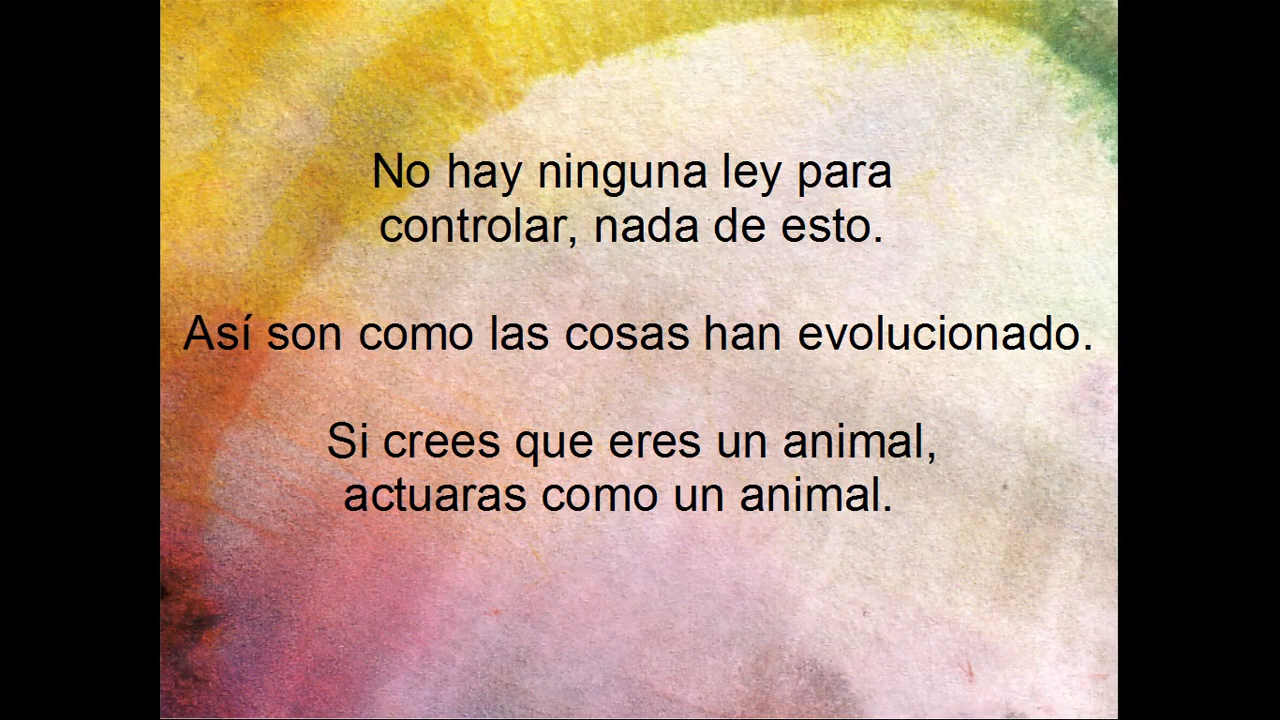 No hay ninguna ley para
controlar, nada de esto.
Así son como las cosas han evolucionado.
Si crees que eres un animal,
actuaras como un animal.